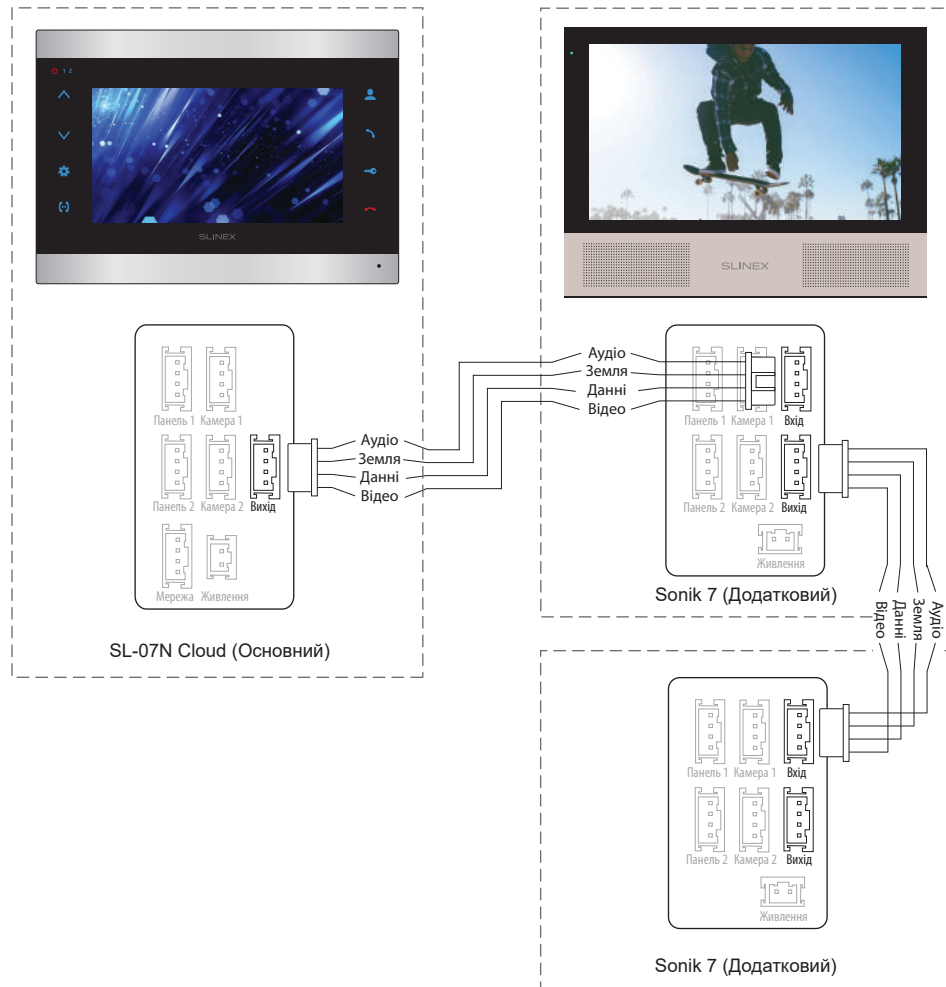 1 2
SLINEX
Панель 1 Камера 1
Панель 2 Камера 2 Вихід
Мережа Живлення
Аудіо
Земля
Данні
Відео
SL-07N Cloud (Основний)
SLINEX
Аудіо
Земля
Данні
Відео
Панель 1 Камера 1 Вхід
Панель 2 Камера 2 Вихід
Живлення
Sonik 7 (Додатковий)
Відео
Данні
Земля
Аудіо
Панель 1 Камера 1 Вхід
Панель 2 Камера 2 Вихід
Живлення
Sonik 7 (Додатковий)